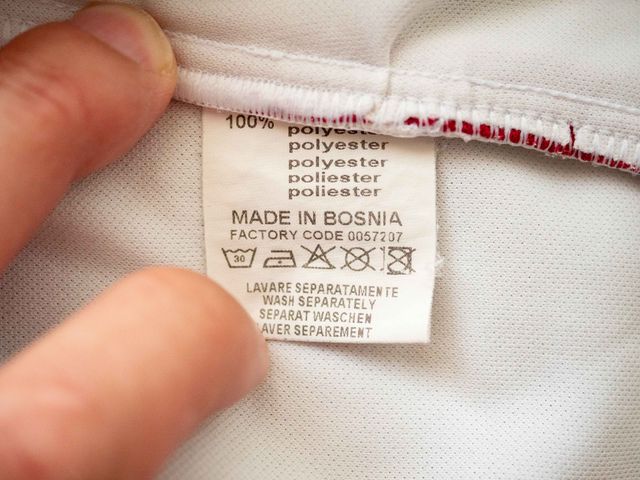 100% polyester
polyester
polyester
poliester
poliester
MADE IN BOSNIA
FACTORY CODE 0057207
30
LAVARE SEPARATAMENTE
WASH SEPARATELY
SEPARAT WASCHEN
LAVER SEPAREMENT